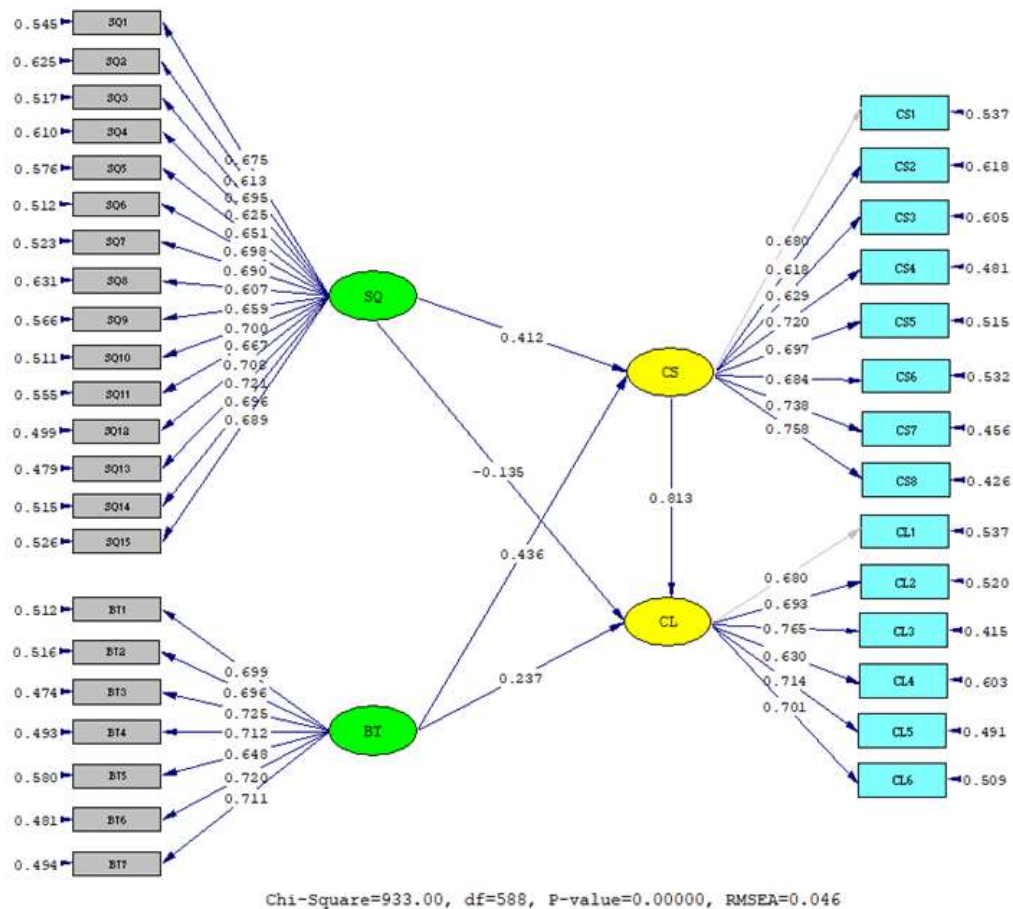 0.545 SQ1
0.625 SQ2
0.517 SQ3
0.610 SQ4
0.576 SQ5
0.512 SQ6
0.523 SQ7
0.631 SQ8
0.566 SQ9
0.511 SQ10
0.555 SQ11
0.499 SQ12
0.479 SQ13
0.515 SQ14
0.526 SQ15
0.675
0.613
0.695
0.625
0.651
0.698
0.690
0.607
0.659
0.700
0.667
0.708
0.721
0.696
0.689
SQ
0.512 BT1
0.516 BT2
0.474 BT3
0.493 BT4
0.580 BT5
0.481 BT6
0.494 BT7
0.699
0.696
0.725
0.712
0.648
0.720
0.711
BT
0.412
-0.135
0.436
0.237
0.813
CS
0.680
0.618
0.629
0.720
0.697
0.684
0.738
0.758
CS1 0.537
CS2 0.618
CS3 0.605
CS4 0.481
CS5 0.515
CS6 0.532
CS7 0.456
CS8 0.426
CL
0.680
0.693
0.765
0.630
0.714
0.701
CL1 0.537
CL2 0.520
CL3 0.415
CL4 0.603
CL5 0.491
CL6 0.509
Chi-Square=933.00, df=588, P-value=0.00000, RMSEA=0.046